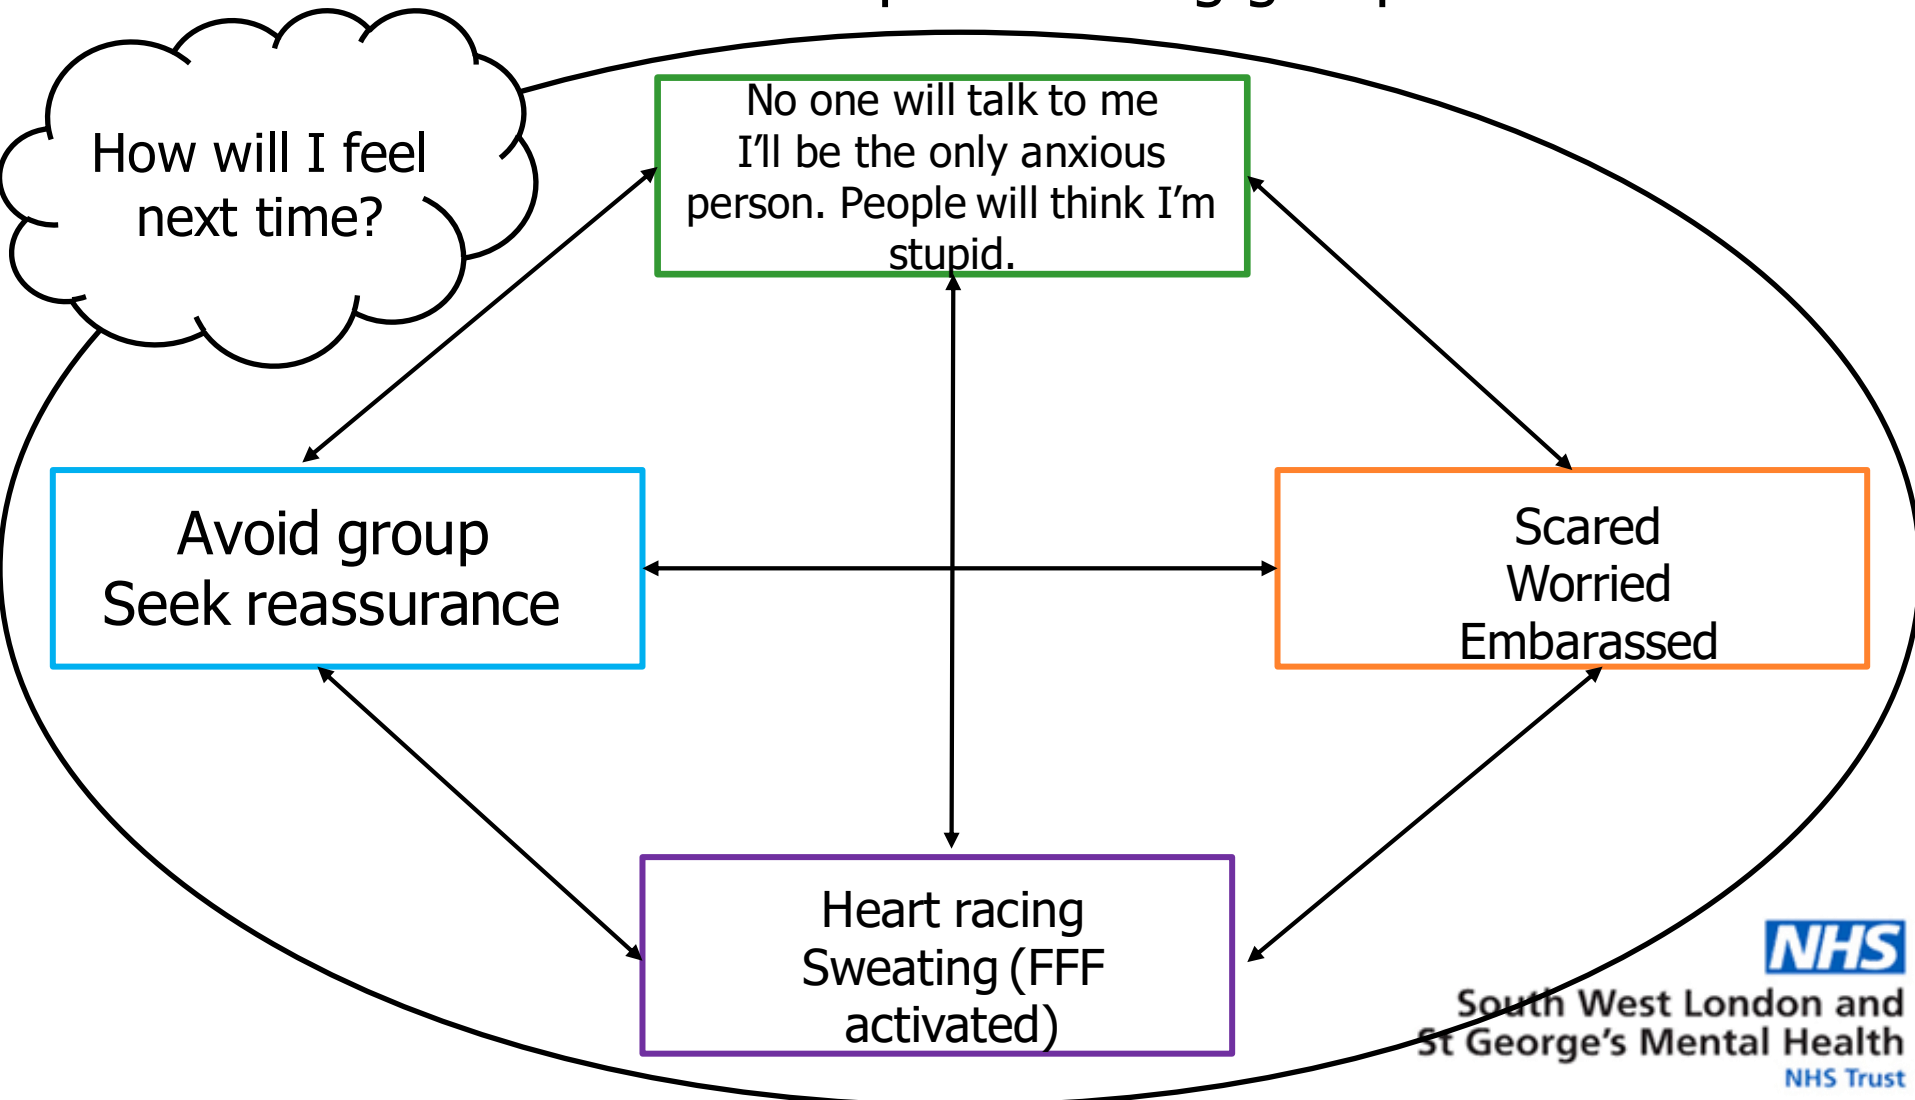 How will I feel
next time?
No one will talk to me
I'll be the only anxious
person. People will think I'm
stupid.
Avoid group
Seek reassurance
Scared
Worried
Embarassed
Heart racing
Sweating (FFF
activated)
NHS
South West London and
St George's Mental Health
NHS Trust